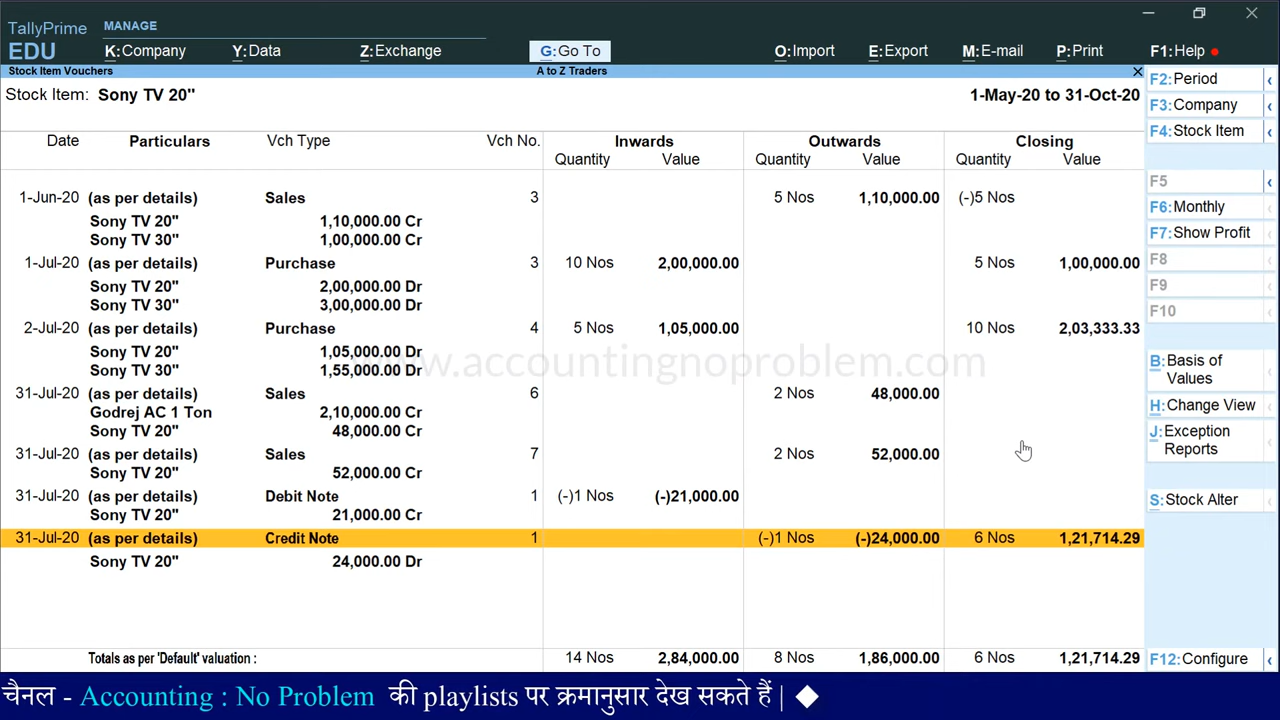 TallyPrime MANAGE
EDU K:Company Y:Data Z:Exchange G:Go To O:Import E:Export M:E-mail P:Print F1:Help
Stock Item Vouchers A to Z Traders
Stock Item: Sony TV 20" 1-May-20 to 31-Oct-20
Date Particulars Vch Type Vch No. Inwards Outwards Closing
Quantity Value Quantity Value Quantity Value
1-Jun-20 (as per details) Sales 3 5 Nos 1,10,000.00 (-)5 Nos
Sony TV 20" 1,10,000.00 Cr
Sony TV 30" 1,00,000.00 Cr
1-Jul-20 (as per details) Purchase 3 10 Nos 2,00,000.00 5 Nos 1,00,000.00
Sony TV 20" 2,00,000.00 Dr
Sony TV 30" 3,00,000.00 Dr
2-Jul-20 (as per details) Purchase 4 5 Nos 1,05,000.00 10 Nos 2,03,333.33
Sony TV 20" 1,05,000.00 Dr
Sony TV 30" 1,55,000.00 Dr
www.accountingnoproblem.com
31-Jul-20 (as per details) Sales 6 2 Nos 48,000.00
Godrej AC 1 Ton 2,10,000.00 Cr
Sony TV 20" 48,000.00 Cr
31-Jul-20 (as per details) Sales 7 2 Nos 52,000.00
Sony TV 20" 52,000.00 Cr
31-Jul-20 (as per details) Debit Note 1 (-)1 Nos (-)21,000.00
Sony TV 20" 21,000.00 Cr
31-Jul-20 (as per details) Credit Note 1 (-)1 Nos (-)24,000.00 6 Nos 1,21,714.29
Sony TV 20" 24,000.00 Dr
Totals as per 'Default' valuation : 14 Nos 2,84,000.00 8 Nos 1,86,000.00 6 Nos 1,21,714.29
F2:Period
F3:Company
F4:Stock Item
F5
F6:Monthly
F7:Show Profit
F8
F9
F10
B:Basis of
Values
H:Change View
J:Exception
Reports
S:Stock Alter
F12:Configure
चैनल - Accounting : No Problem की playlists पर क्रमानुसार देख सकते हैं |